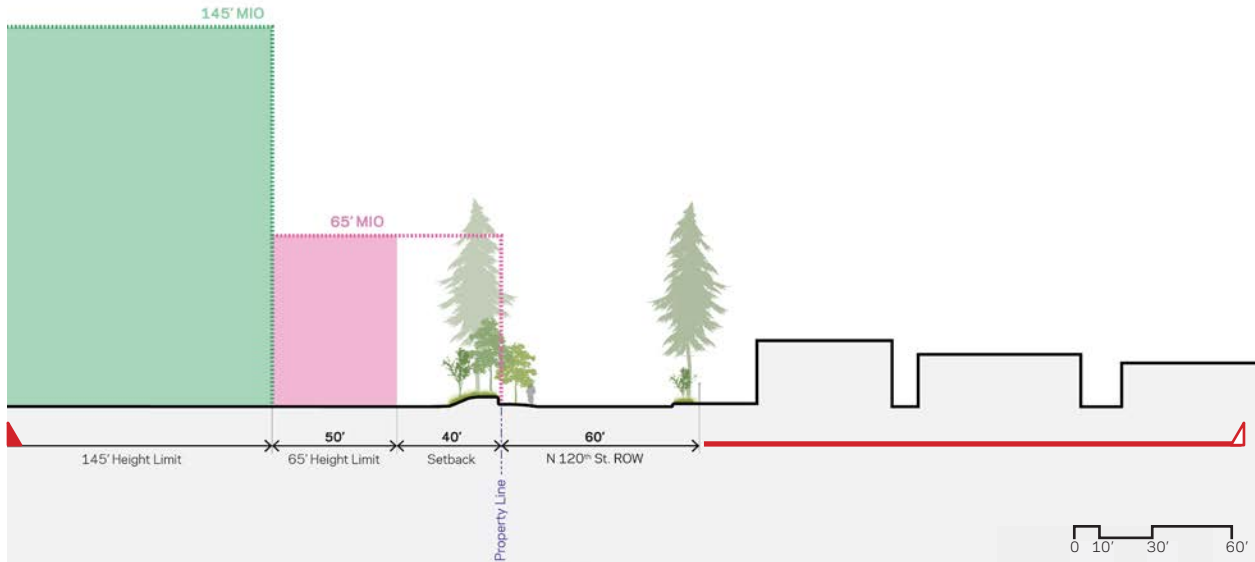 145' MIO
65' MIO
50'
40'
60'
145' Height Limit
65' Height Limit
Setback
N 120th St. ROW
Property Line
0 10' 30' 60'